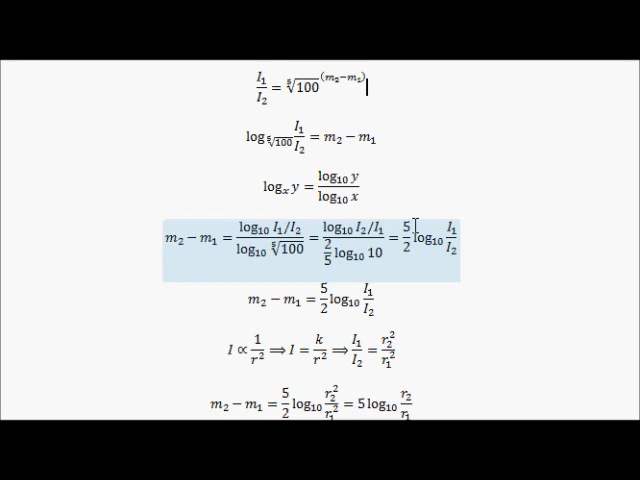 I₁/I₂ = ⁵√100^(m₂−m₁)
log_⁵√100 I₁/I₂ = m₂ − m₁
logₓ y = log₁₀ y / log₁₀ x
m₂ − m₁ = log₁₀ I₁/I₂ / log₁₀ ⁵√100 = log₁₀ I₂/I₁ / 2/5 log₁₀ 10 = 5/2 log₁₀ I₁/I₂
m₂ − m₁ = 5/2 log₁₀ I₁/I₂
I ∝ 1/r² ⟹ I = k/r² ⟹ I₁/I₂ = r₂²/r₁²
m₂ − m₁ = 5/2 log₁₀ r₂²/r₁² = 5 log₁₀ r₂/r₁